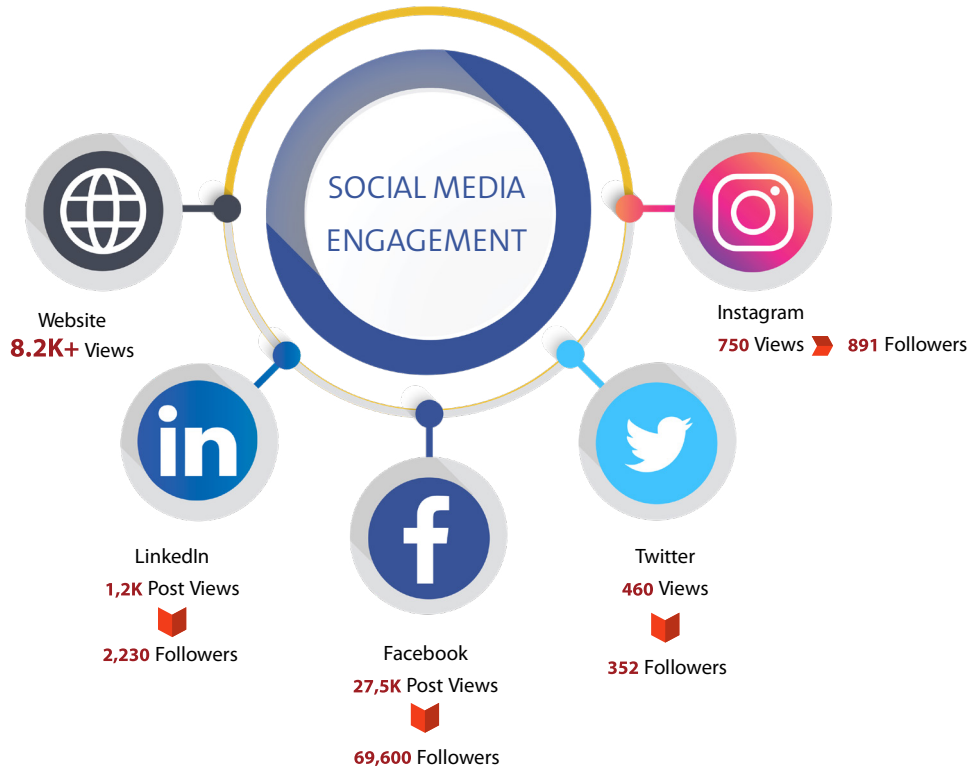 SOCIAL MEDIA
ENGAGEMENT
Website
8.2K+ Views
in
LinkedIn
1,2K Post Views
2,230 Followers
f
Facebook
27,5K Post Views
69,600 Followers
Twitter
460 Views
352 Followers
Instagram
750 Views 891 Followers